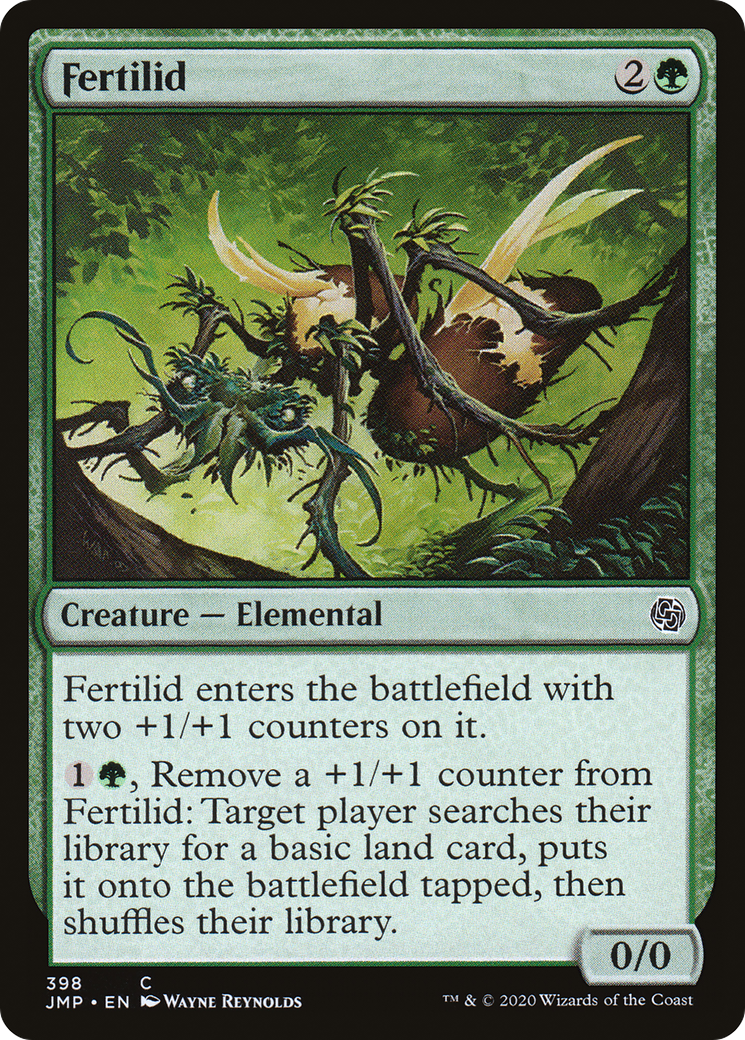 Fertilid 2
Creature — Elemental
Fertilid enters the battlefield with
two +1/+1 counters on it.
1, Remove a +1/+1 counter from
Fertilid: Target player searches their
library for a basic land card, puts
it onto the battlefield tapped, then
shuffles their library.
0/0
398 C
JMP • EN Wayne Reynolds
™ & © 2020 Wizards of the Coast